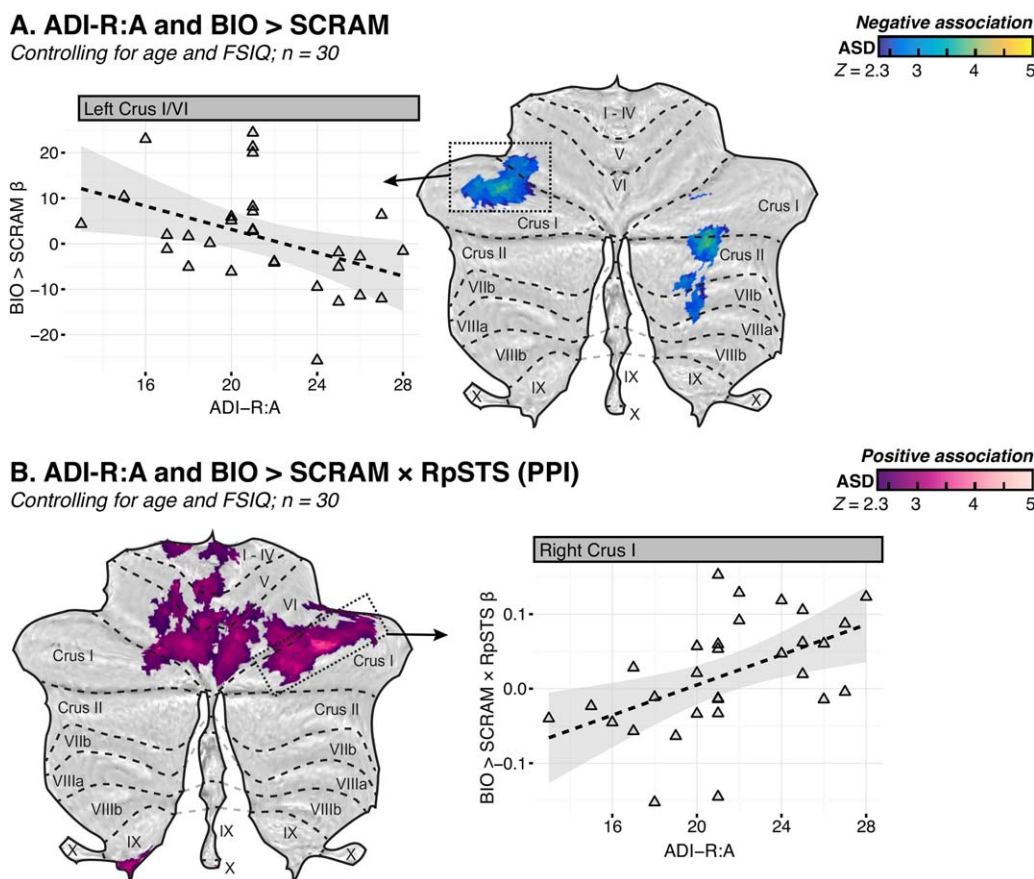 A. ADI-R:A and BIO > SCRAM
Controlling for age and FSIQ; n = 30
Negative association
ASD
Z = 2.3 3 4 5
Left Crus I/VI
BIO > SCRAM β
20
10
0
−10
−20
16 20 24 28
ADI−R:A
I - IV
V
VI
Crus I
Crus I
Crus II
Crus II
VIIb
VIIb
VIIIa
VIIIa
VIIIb
VIIIb
IX
IX
IX
X
X
X
B. ADI-R:A and BIO > SCRAM × RpSTS (PPI)
Controlling for age and FSIQ; n = 30
Positive association
ASD
Z = 2.3 3 4 5
I - IV
V
VI
Crus I
Crus I
Crus II
Crus II
VIIb
VIIb
VIIIa
VIIIa
VIIIb
VIIIb
IX
IX
IX
X
X
X
Right Crus I
BIO > SCRAM × RpSTS β
0.1
0.0
−0.1
16 20 24 28
ADI−R:A